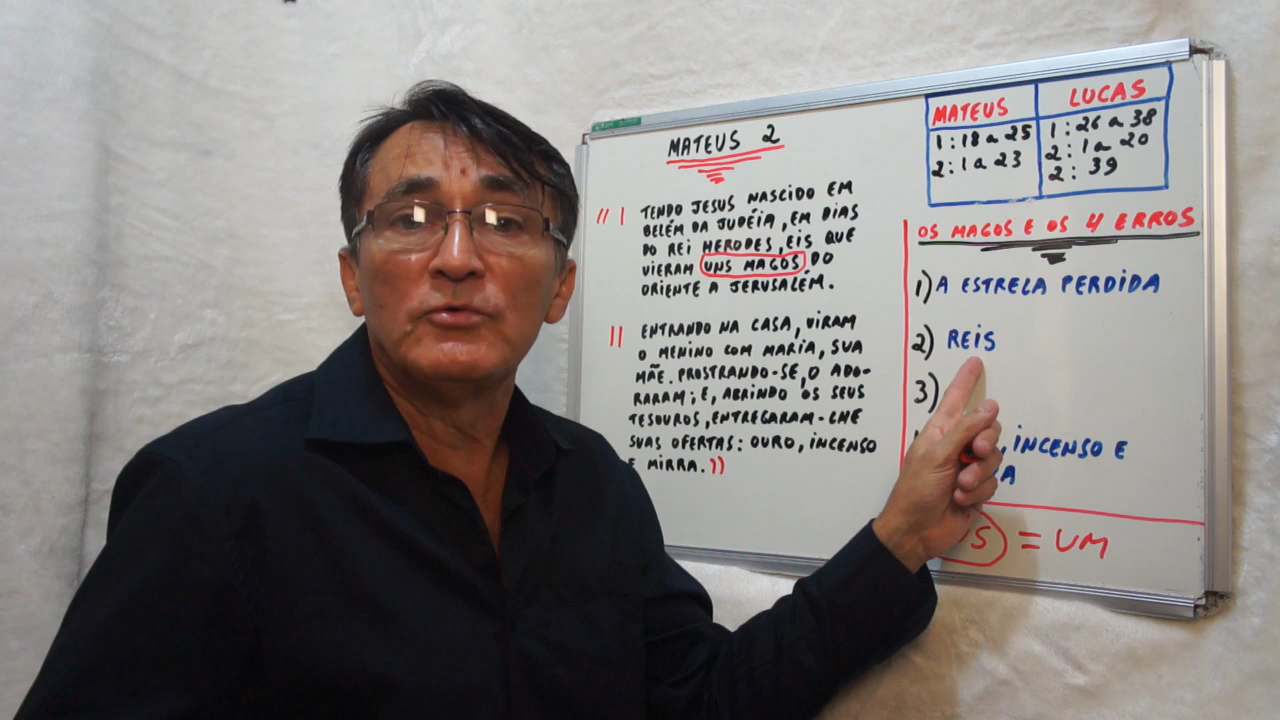 MATEUS 2
" 1 TENDO JESUS NASCIDO EM
BELÉM DA JUDÉIA, EM DIAS
DO REI HERODES, EIS QUE
VIERAM UNS MAGOS DO
ORIENTE A JERUSALÉM.
11 ENTRANDO NA CASA, VIRAM
O MENINO COM MARIA, SUA
MÃE. PROSTRANDO-SE, O ADO-
RARAM; E, ABRINDO OS SEUS
TESOUROS, ENTREGARAM-LHE
SUAS OFERTAS: OURO, INCENSO
E MIRRA. "
MATEUS
1:18 a 25
2:1 a 23
LUCAS
1:26 a 38
2:1 a 20
2:39
OS MAGOS E OS 4 ERROS
1) A ESTRELA PERDIDA
2) REIS
3)
, INCENSO E
A
S = UM